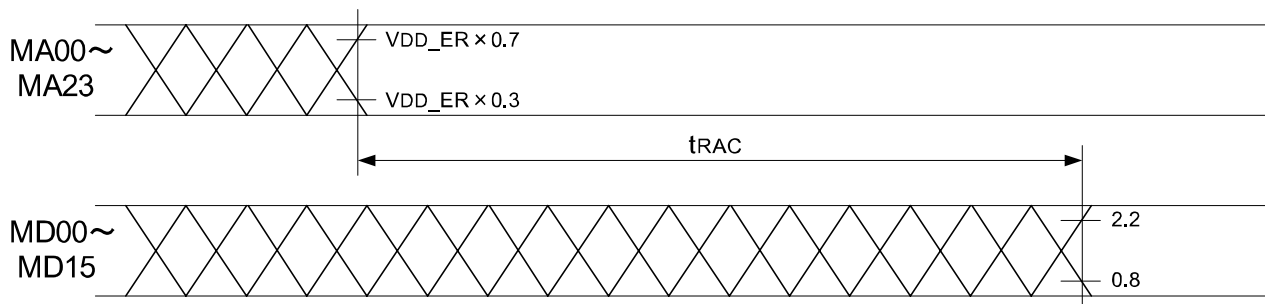 MA00～
MA23
VDD_ER × 0.7
VDD_ER × 0.3
tRAC
MD00～
MD15
2.2
0.8